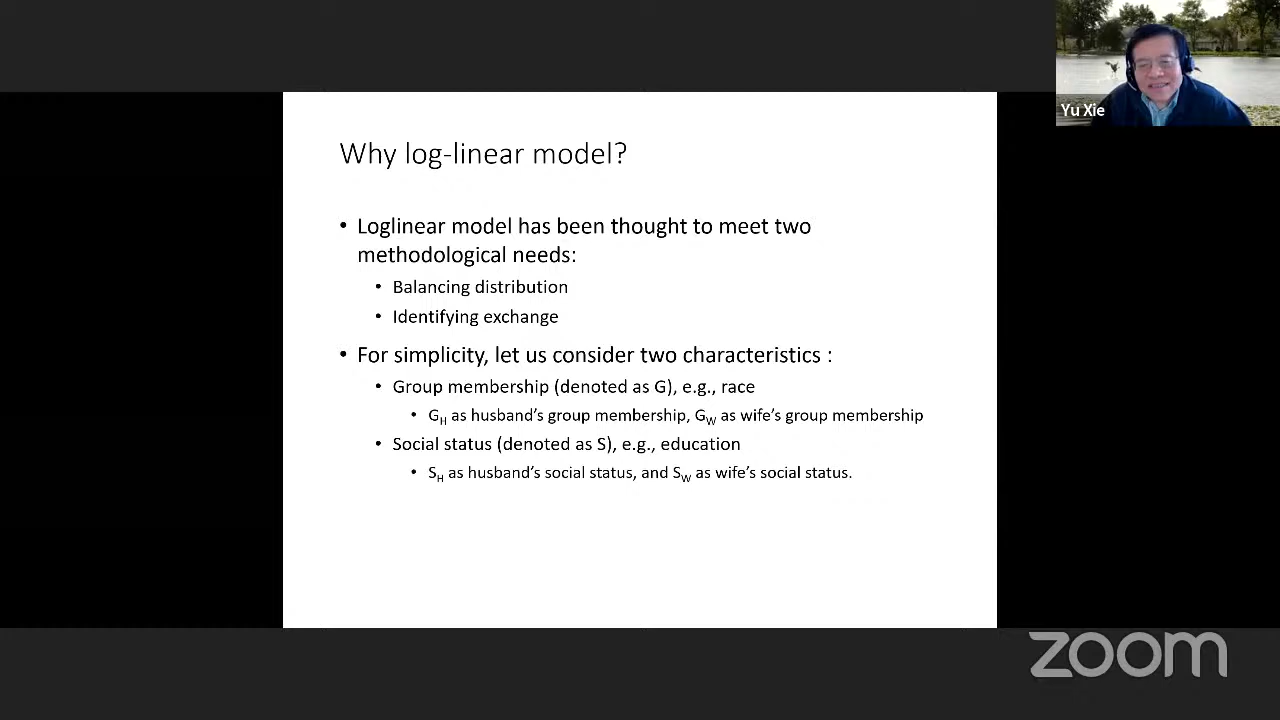 Yu Xie
Why log-linear model?
• Loglinear model has been thought to meet two
methodological needs:
• Balancing distribution
• Identifying exchange
• For simplicity, let us consider two characteristics :
• Group membership (denoted as G), e.g., race
• G_H as husband's group membership, G_W as wife's group membership
• Social status (denoted as S), e.g., education
• S_H as husband's social status, and S_W as wife's social status.
zoom